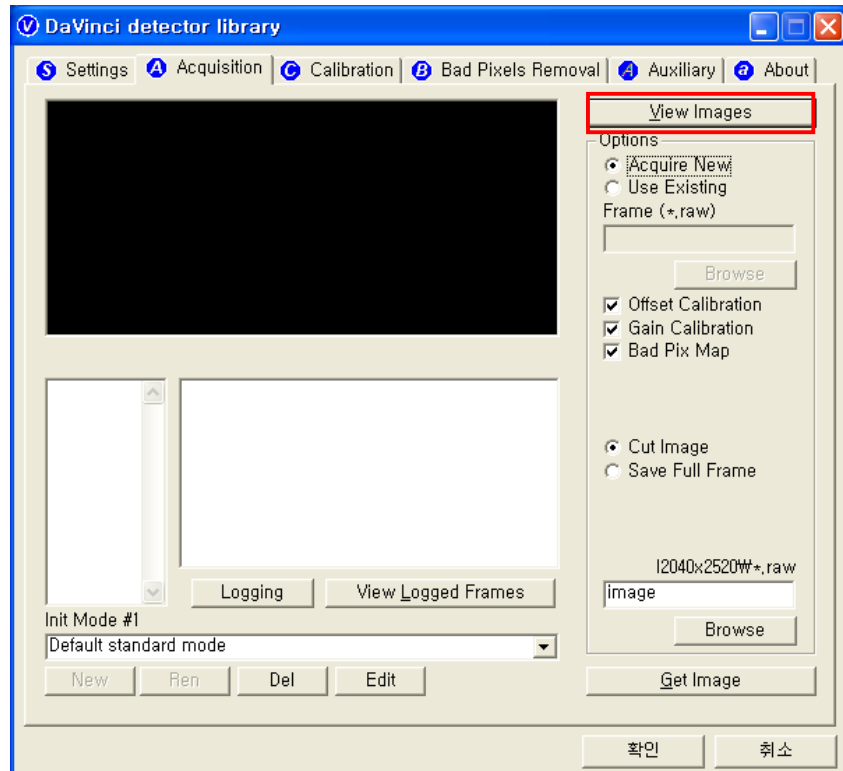 DaVinci detector library
Settings Acquisition Calibration Bad Pixels Removal Auxiliary About
View Images
Options
Acquire New
Use Existing
Frame (*.raw)
Browse
Offset Calibration
Gain Calibration
Bad Pix Map
Cut Image
Save Full Frame
I2040x2520₩*.raw
image
Browse
Get Image
Logging View Logged Frames
Init Mode #1
Default standard mode
New Ren Del Edit
확인 취소